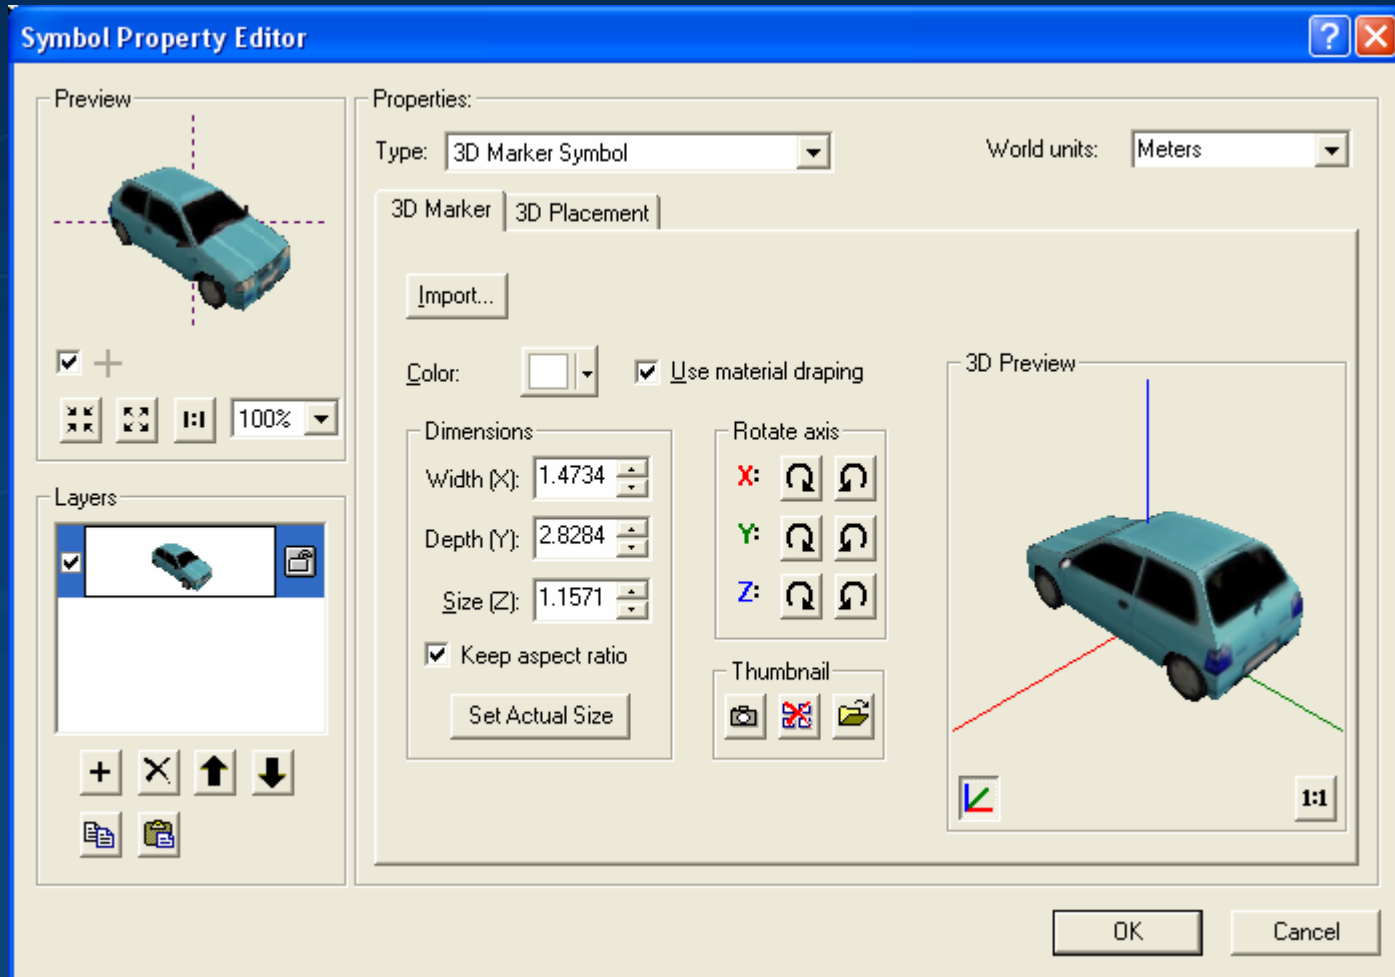 Symbol Property Editor
Preview
100%
Layers
Properties:
Type: 3D Marker Symbol
World units: Meters
3D Marker 3D Placement
Import...
Color:
Use material draping
Dimensions
Width (X): 1.4734
Depth (Y): 2.8284
Size (Z): 1.1571
Keep aspect ratio
Set Actual Size
Rotate axis
X:
Y:
Z:
Thumbnail
3D Preview
1:1
OK Cancel